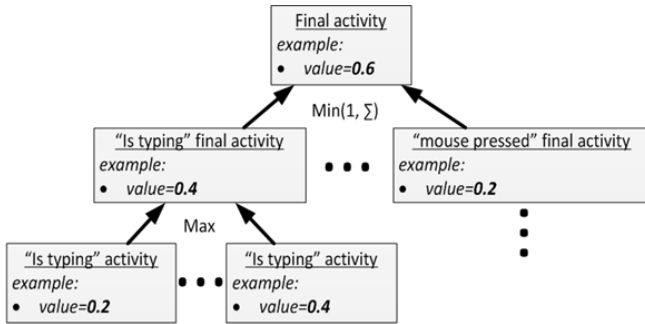 Final activity
example:
• value=0.6
Min(1, ∑)
“Is typing” final activity
example:
• value=0.4
“mouse pressed” final activity
example:
• value=0.2
Max
“Is typing” activity
example:
• value=0.2
“Is typing” activity
example:
• value=0.4